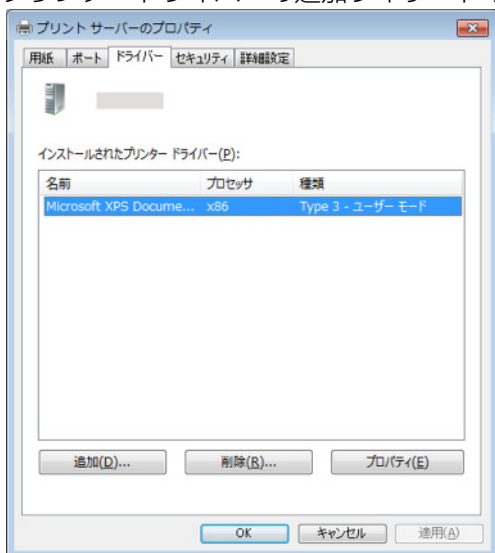 プリント サーバーのプロパティ
用紙 ポート ドライバー セキュリティ 詳細設定
インストールされたプリンター ドライバー(P):
名前 プロセッサ 種類
Microsoft XPS Docume... x86 Type 3 - ユーザー モード
追加(D)... 削除(R)... プロパティ(E)
OK キャンセル 適用(A)